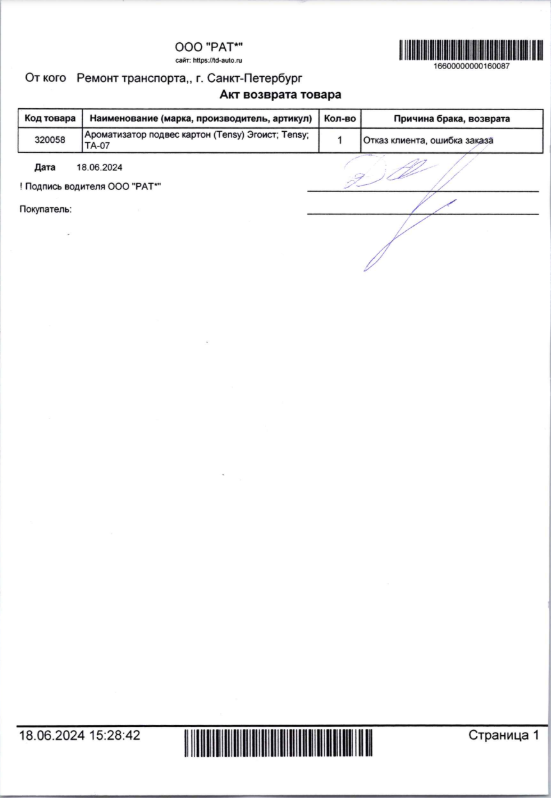 ООО "РАТ*"
сайт: https://td-auto.ru
16600000000160087
От кого Ремонт транспорта,, г. Санкт-Петербург
Акт возврата товара
Код товара Наименование (марка, производитель, артикул) Кол-во Причина брака, возврата
320058 Ароматизатор подвес картон (Tensy) Эгоист; Tensy; 1 Отказ клиента, ошибка заказа
TA-07
Дата 18.06.2024
! Подпись водителя ООО "РАТ*"
Покупатель:
18.06.2024 15:28:42 Страница 1